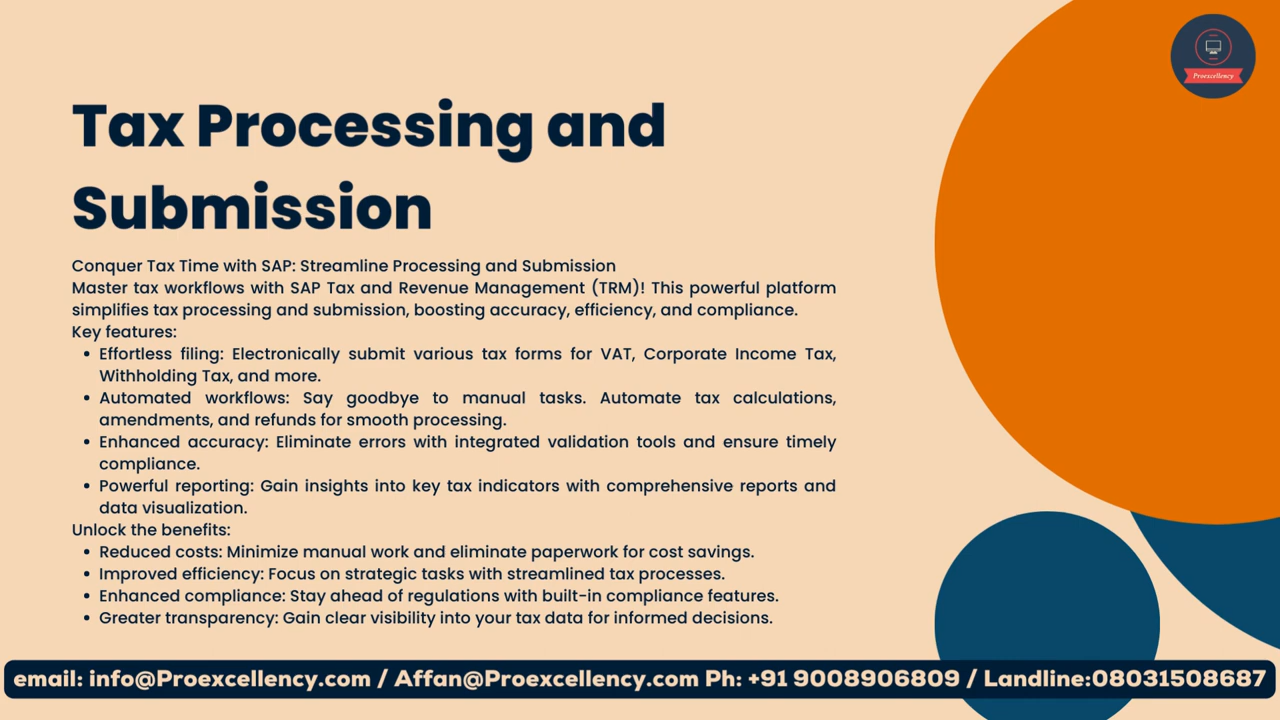 Proexcellency
Tax Processing and
Submission
Conquer Tax Time with SAP: Streamline Processing and Submission
Master tax workflows with SAP Tax and Revenue Management (TRM)! This powerful platform
simplifies tax processing and submission, boosting accuracy, efficiency, and compliance.
Key features:
• Effortless filing: Electronically submit various tax forms for VAT, Corporate Income Tax,
Withholding Tax, and more.
• Automated workflows: Say goodbye to manual tasks. Automate tax calculations,
amendments, and refunds for smooth processing.
• Enhanced accuracy: Eliminate errors with integrated validation tools and ensure timely
compliance.
• Powerful reporting: Gain insights into key tax indicators with comprehensive reports and
data visualization.
Unlock the benefits:
• Reduced costs: Minimize manual work and eliminate paperwork for cost savings.
• Improved efficiency: Focus on strategic tasks with streamlined tax processes.
• Enhanced compliance: Stay ahead of regulations with built-in compliance features.
• Greater transparency: Gain clear visibility into your tax data for informed decisions.
email: info@Proexcellency.com / Affan@Proexcellency.com Ph: +91 9008906809 / Landline:08031508687